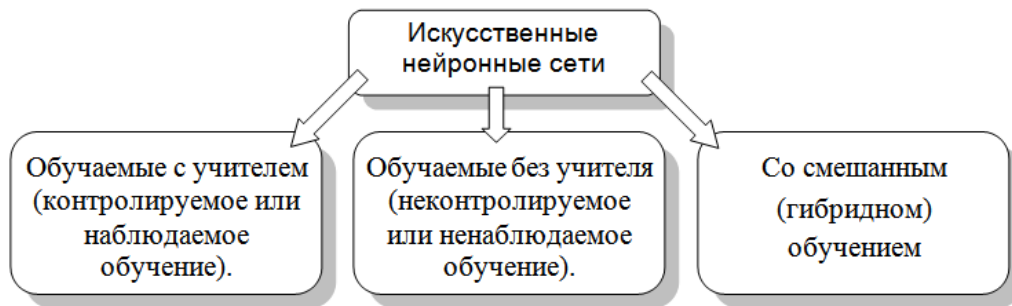 Искусственные
нейронные сети
Обучаемые с учителем
(контролируемое или
наблюдаемое
обучение).
Обучаемые без учителя
(неконтролируемое
или ненаблюдаемое
обучение).
Со смешанным
(гибридном)
обучением